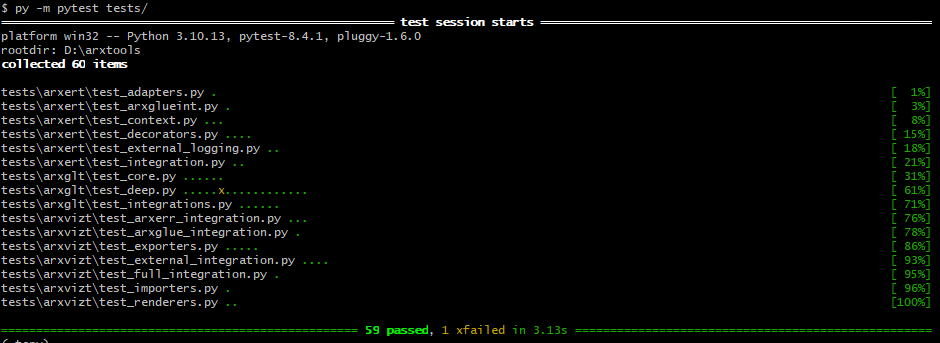 $ py -m pytest tests/
============================= test session starts =============================
platform win32 -- Python 3.10.13, pytest-8.4.1, pluggy-1.6.0
rootdir: D:\arxtools
collected 60 items
tests\arxert\test_adapters.py . [ 1%]
tests\arxert\test_arxglueint.py . [ 3%]
tests\arxert\test_context.py ... [ 8%]
tests\arxert\test_decorators.py .... [ 15%]
tests\arxert\test_external_logging.py .. [ 18%]
tests\arxert\test_integration.py .. [ 21%]
tests\arxglt\test_core.py ...... [ 31%]
tests\arxglt\test_deep.py .....x............ [ 61%]
tests\arxglt\test_integrations.py ...... [ 71%]
tests\arxvizt\test_arxerr_integration.py ... [ 76%]
tests\arxvizt\test_arxglue_integration.py . [ 78%]
tests\arxvizt\test_exporters.py ..... [ 86%]
tests\arxvizt\test_external_integration.py .... [ 93%]
tests\arxvizt\test_full_integration.py . [ 95%]
tests\arxvizt\test_importers.py . [ 96%]
tests\arxvizt\test_renderers.py .. [100%]
======================== 59 passed, 1 xfailed in 3.13s ========================